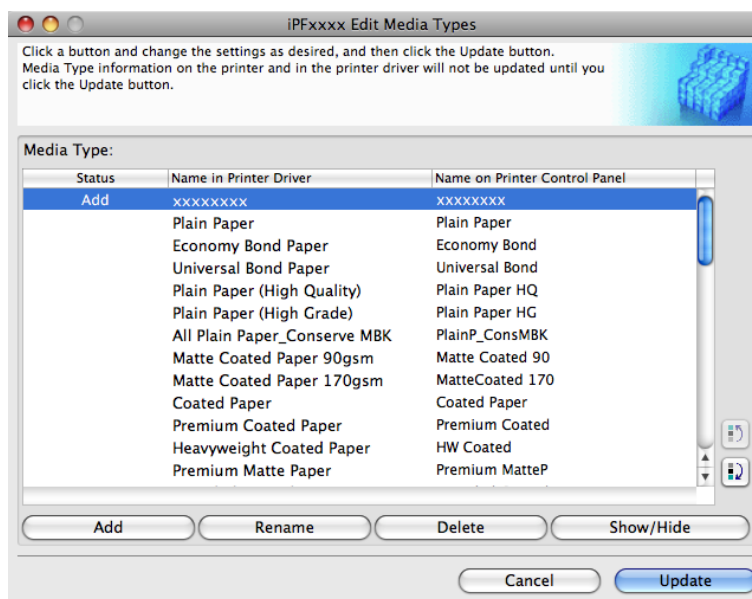 iPFxxxx Edit Media Types
Click a button and change the settings as desired, and then click the Update button.
Media Type information on the printer and in the printer driver will not be updated until you
click the Update button.
Media Type:
Status Name in Printer Driver Name on Printer Control Panel
Add xxxxxxxx xxxxxxxx
Plain Paper Plain Paper
Economy Bond Paper Economy Bond
Universal Bond Paper Universal Bond
Plain Paper (High Quality) Plain Paper HQ
Plain Paper (High Grade) Plain Paper HG
All Plain Paper_Conserve MBK PlainP_ConsMBK
Matte Coated Paper 90gsm Matte Coated 90
Matte Coated Paper 170gsm MatteCoated 170
Coated Paper Coated Paper
Premium Coated Paper Premium Coated
Heavyweight Coated Paper HW Coated
Premium Matte Paper Premium MatteP
Add Rename Delete Show/Hide
Cancel Update